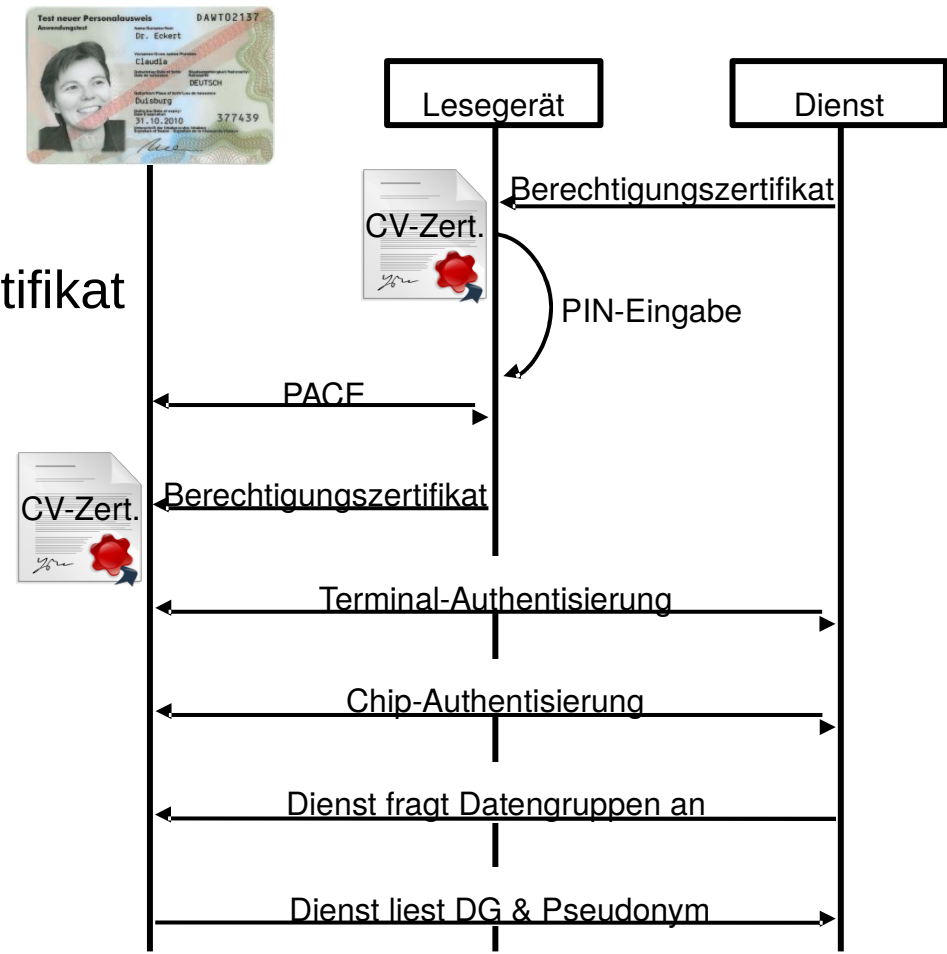 Test neuer Personalausweis DAWT02137
Anwendungstest
Dr. Eckert
Claudia
DEUTSCH
Duisburg
31.10.2010 377439
Lesegerät
Dienst
Berechtigungszertifikat
CV-Zert.
tifikat
PIN-Eingabe
PACE
Berechtigungszertifikat
CV-Zert.
Terminal-Authentisierung
Chip-Authentisierung
Dienst fragt Datengruppen an
Dienst liest DG & Pseudonym